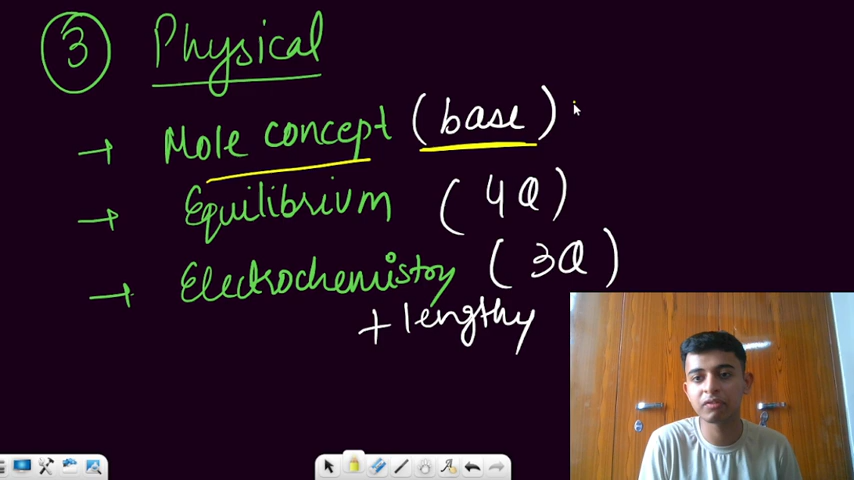 ③ Physical
→ Mole concept (base)
→ Equilibrium (4Q)
→ Electrochemistry (3Q)
+ lengthy